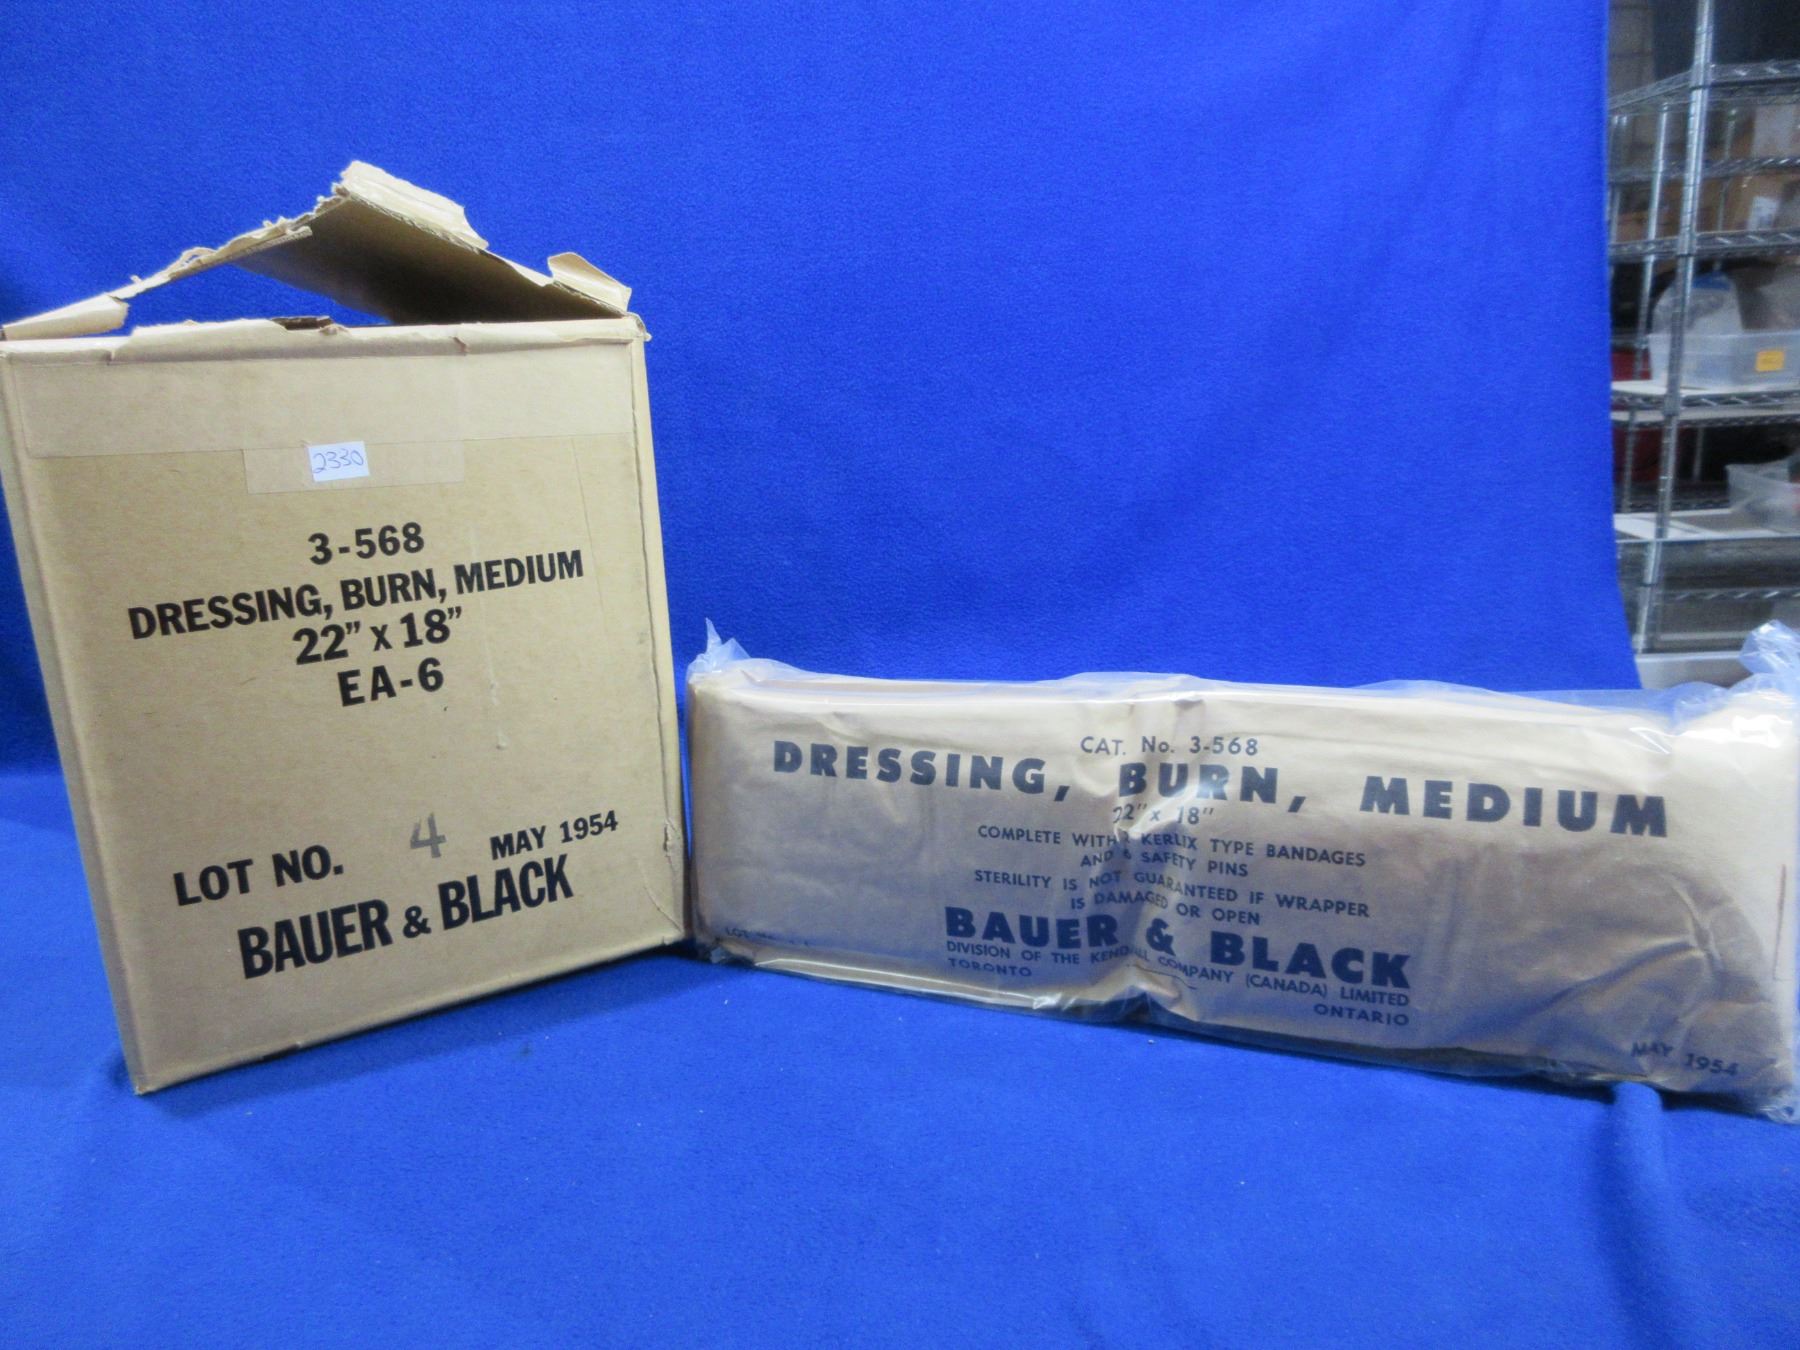 2330
3-568
DRESSING, BURN, MEDIUM
22" x 18"
EA-6
LOT NO. 4 MAY 1954
BAUER & BLACK
CAT. No. 3-568
DRESSING, BURN, MEDIUM
22" x 18"
COMPLETE WITH KERLIX TYPE BANDAGES
AND 6 SAFETY PINS
STERILITY IS NOT GUARANTEED IF WRAPPER
IS DAMAGED OR OPEN
BAUER & BLACK
DIVISION OF THE KENDALL COMPANY (CANADA) LIMITED
TORONTO ONTARIO
LOT
MAY 1954